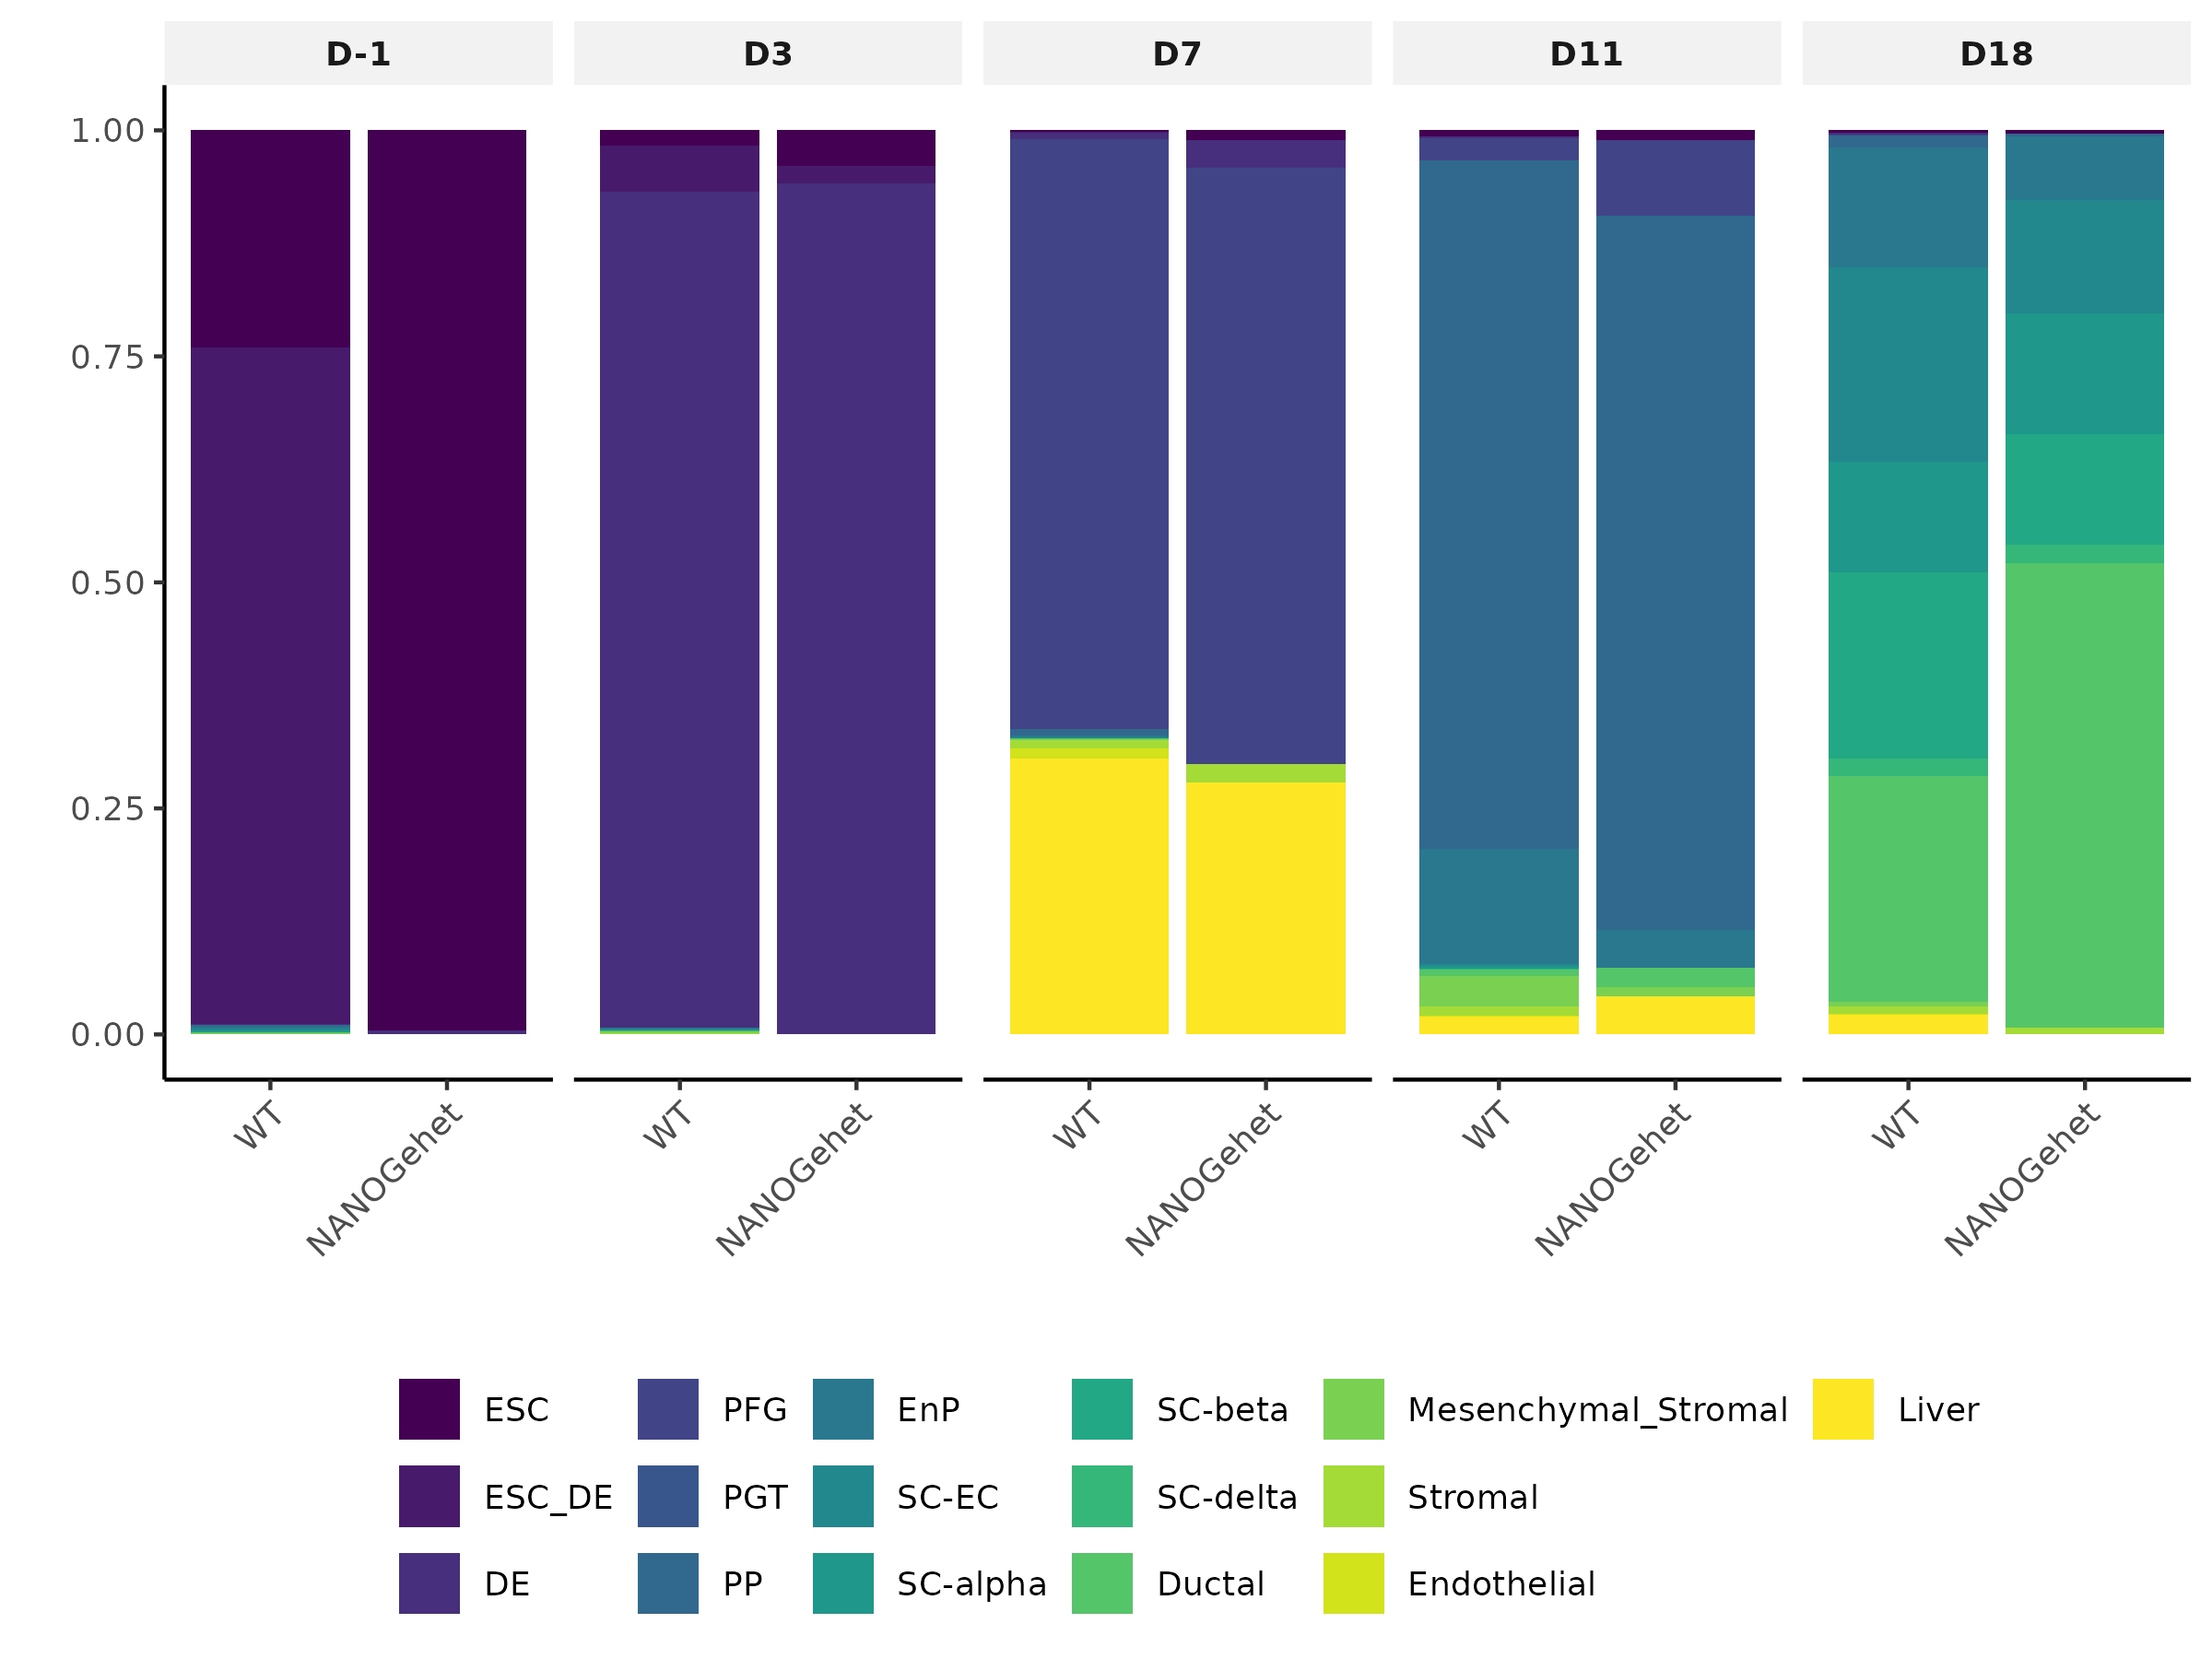 D-1 D3 D7 D11 D18
1.00
0.75
0.50
0.25
0.00
WT NANOGehet WT NANOGehet WT NANOGehet WT NANOGehet WT NANOGehet
ESC PFG EnP SC-beta Mesenchymal_Stromal Liver
ESC_DE PGT SC-EC SC-delta Stromal
DE PP SC-alpha Ductal Endothelial